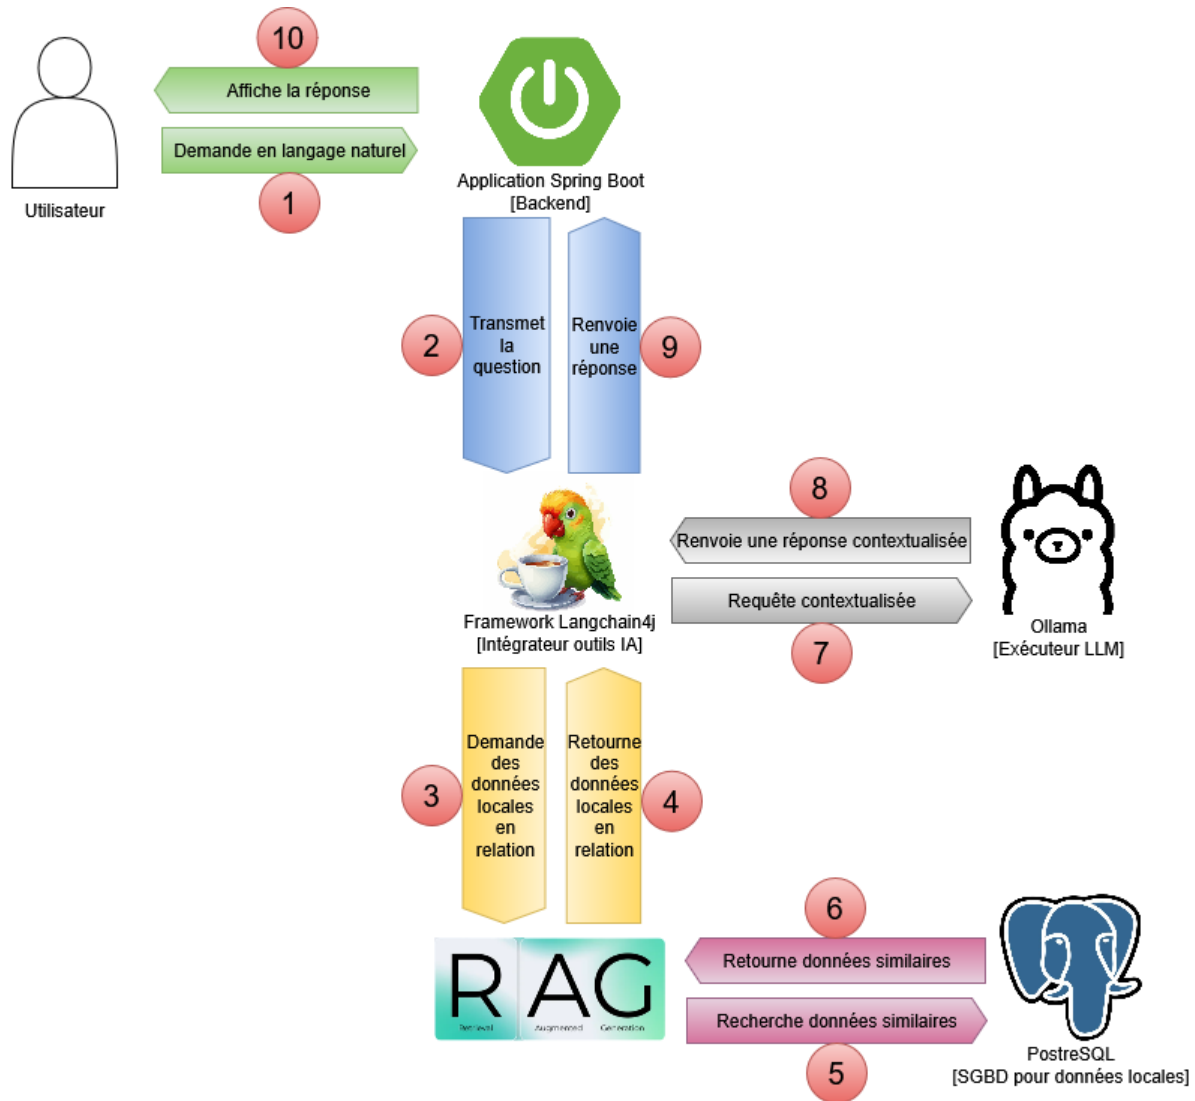 10
Affiche la réponse
Demande en langage naturel
1
Utilisateur
Application Spring Boot
[Backend]
2
Transmet
la
question
Renvoie
une
réponse
9
8
Renvoie une réponse contextualisée
Requête contextualisée
7
Framework Langchain4j
[Intégrateur outils IA]
Ollama
[Exécuteur LLM]
3
Demande
des
données
locales
en
relation
Retourne
des
données
locales
en
relation
4
6
Retourne données similaires
Recherche données similaires
5
RAG
Retrieval Augmented Generation
PostreSQL
[SGBD pour données locales]